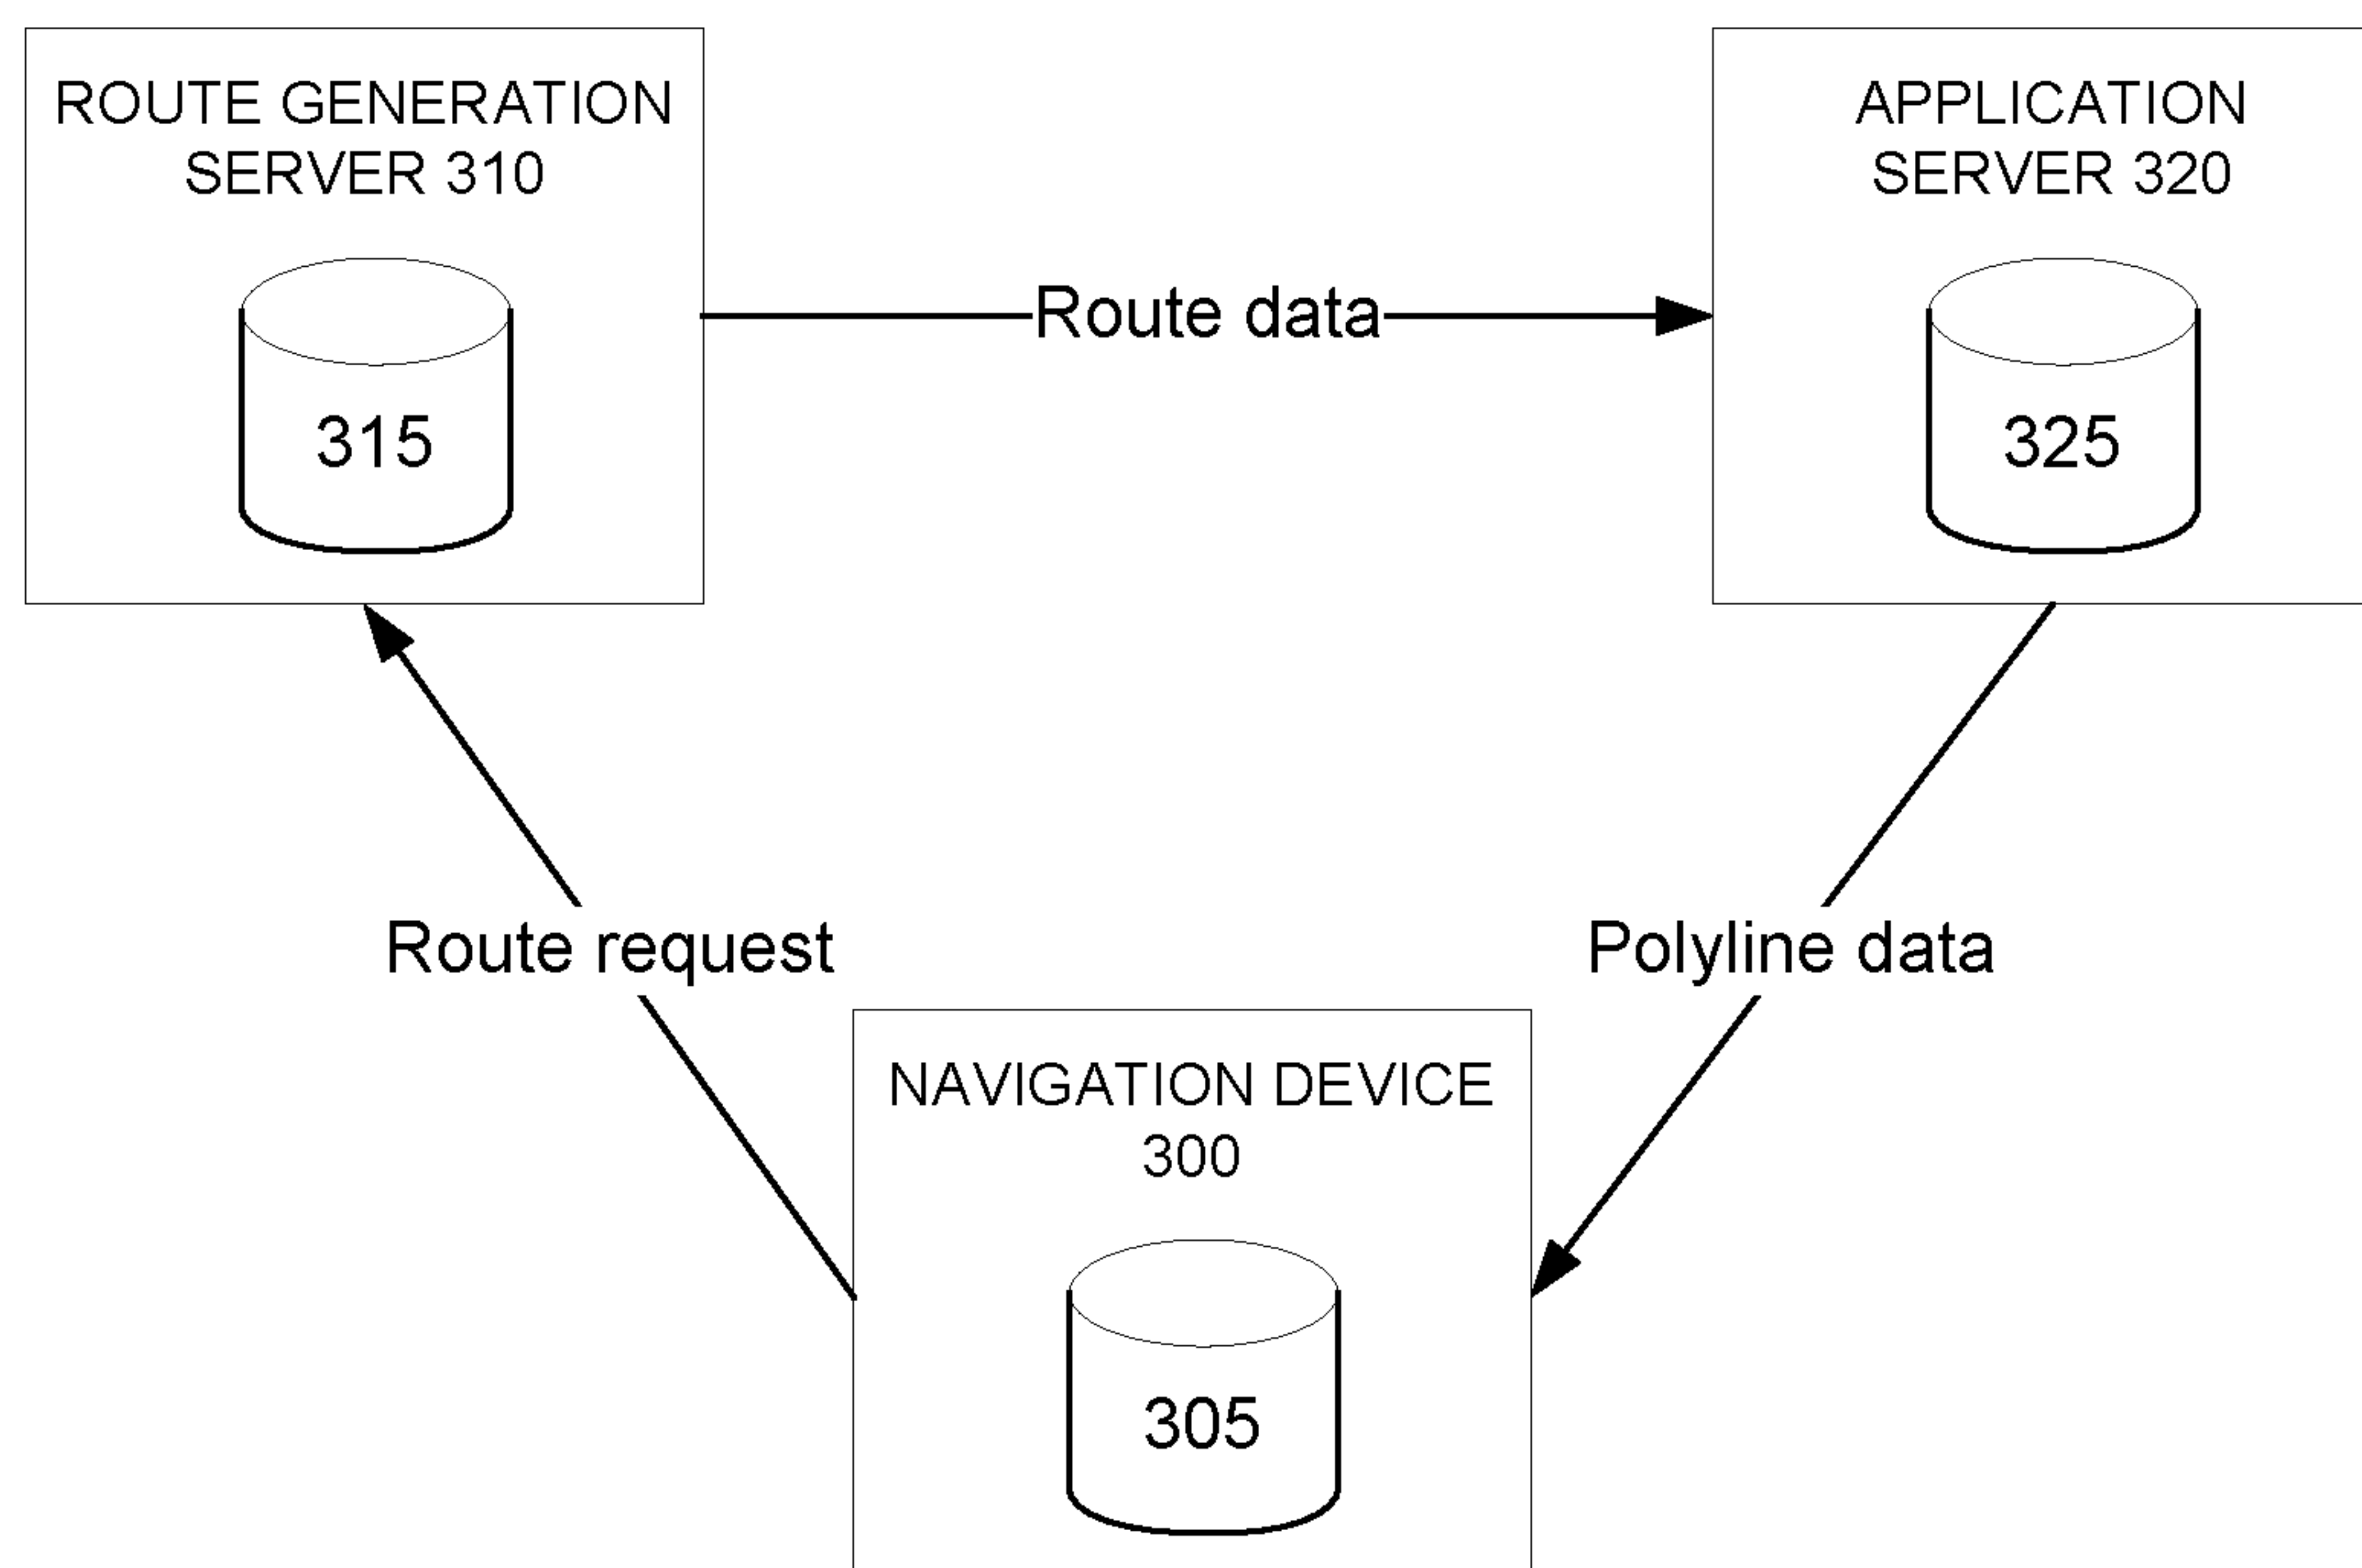 ROUTE GENERATION
SERVER 310
315
Route data
APPLICATION
SERVER 320
325
Route request
Polyline data
NAVIGATION DEVICE
300
305